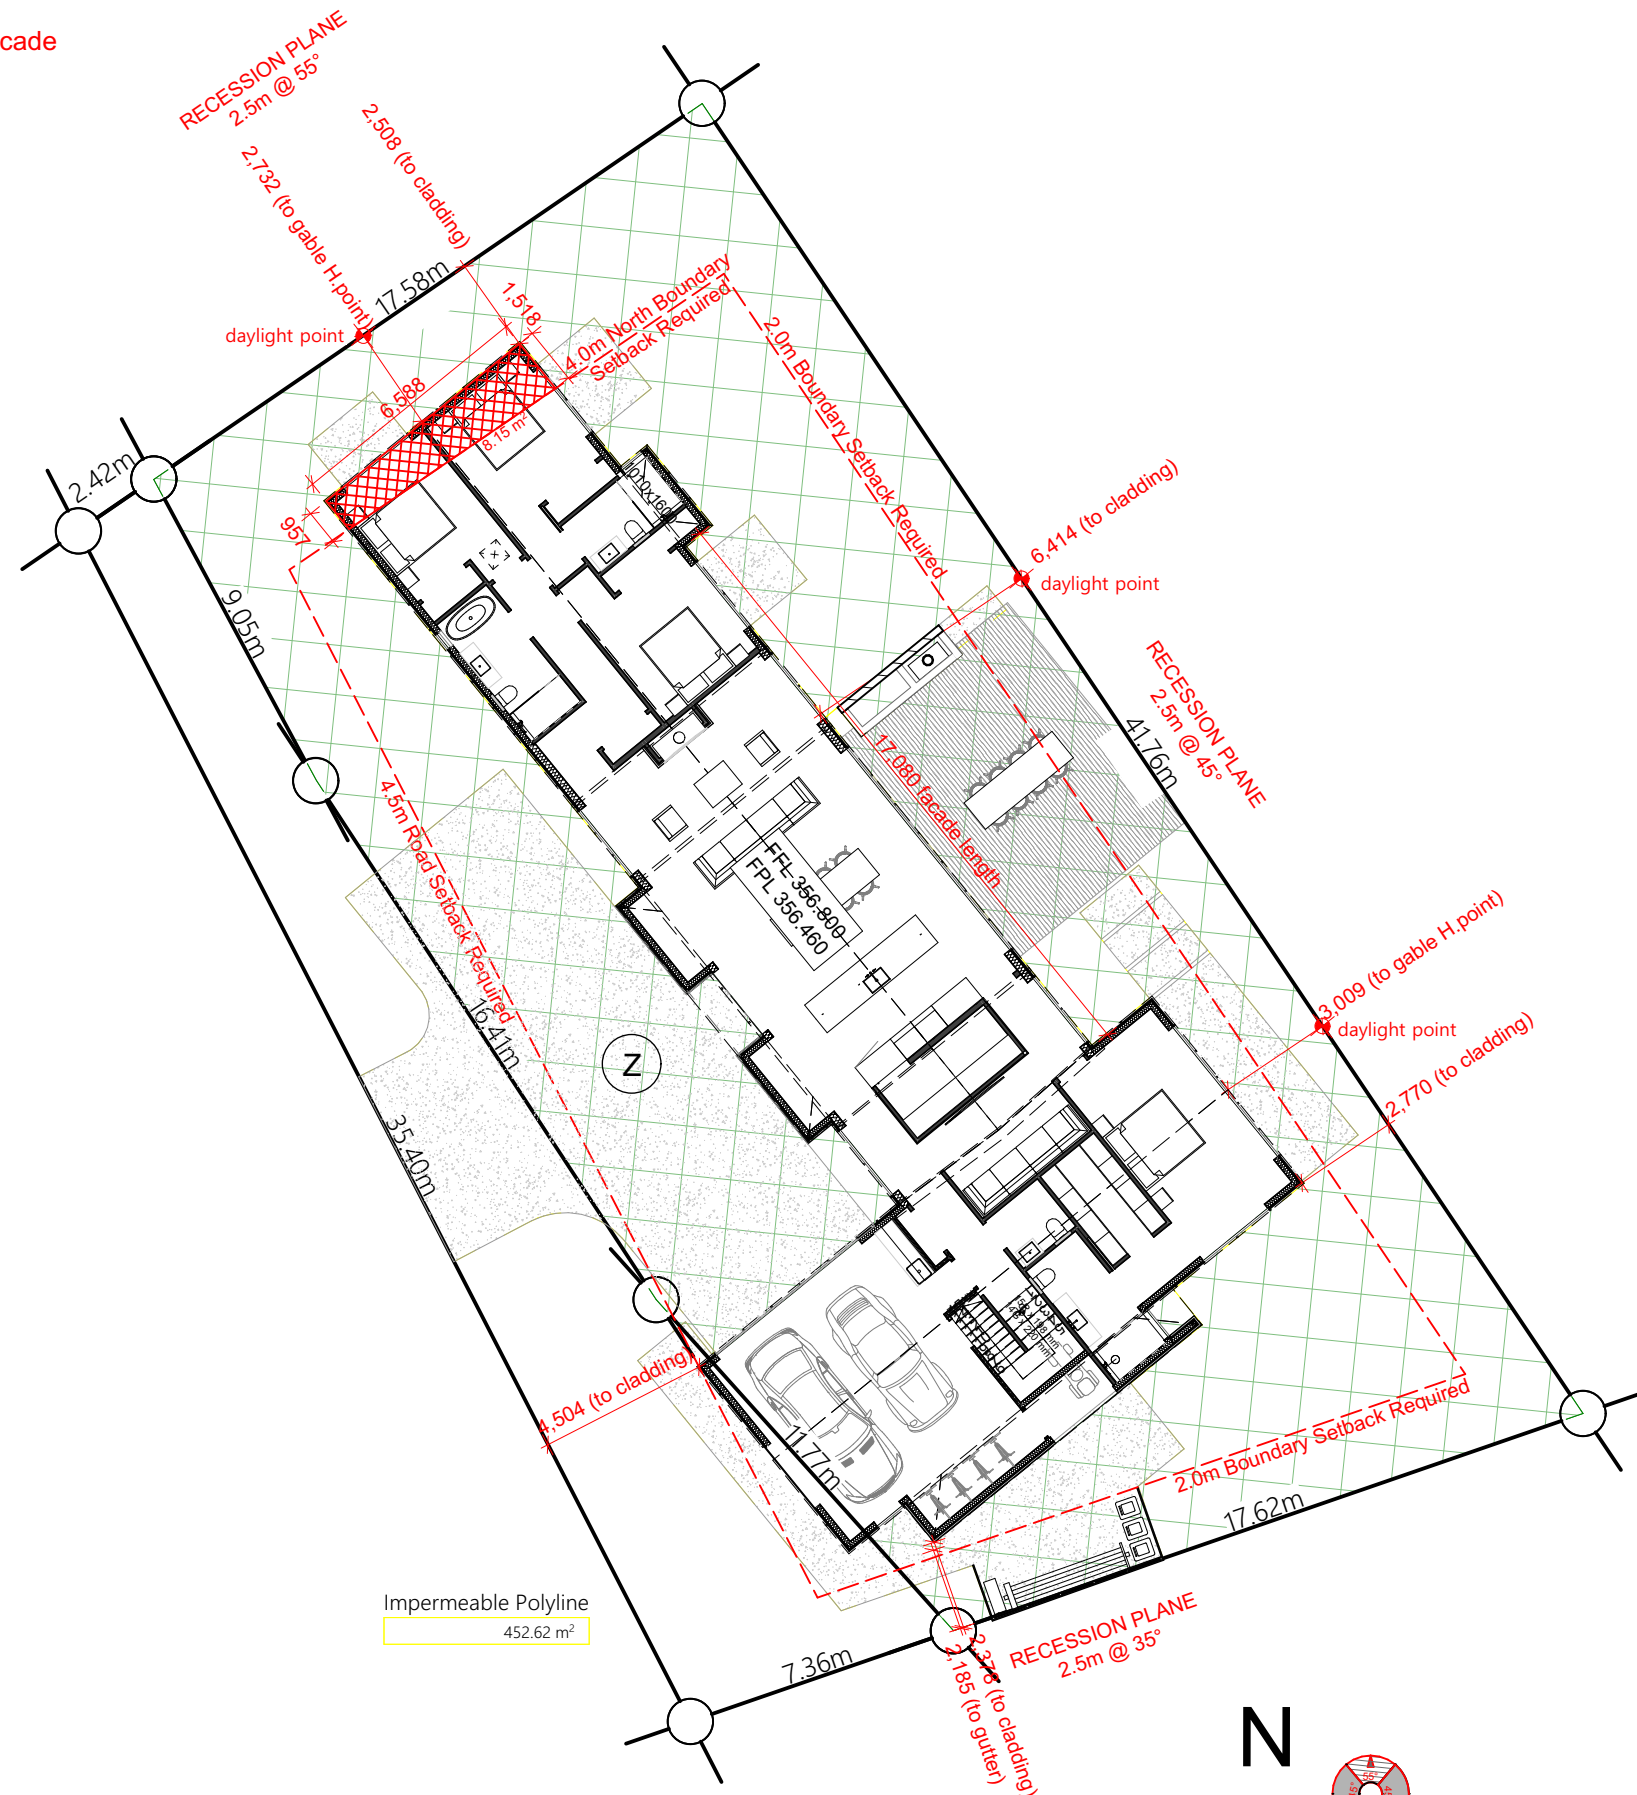 cade
RECESSION PLANE
2.5m @ 55°
2,508 (to cladding)
2,732 (to gable H.point)
17.58m
daylight point
1,518
4.0m North Boundary
Setback Required
6,588
8.15 m²
957
2.42m
9.05m
2.0m Boundary Setback Required
6,414 (to cladding)
daylight point
RECESSION PLANE
2.5m @ 45°
41.76m
17,080 facade length
4.5m Road Setback Required
FFL 356.800
FPL 356.460
16.41m
Z
35.40m
3,009 (to gable H.point)
daylight point
2,770 (to cladding)
4,504 (to cladding)
11.77m
2.0m Boundary Setback Required
17.62m
Impermeable Polyline
452.62 m²
RECESSION PLANE
2.5m @ 35°
7.36m
2,376 (to cladding)
2,185 (to gutter)
N
55°